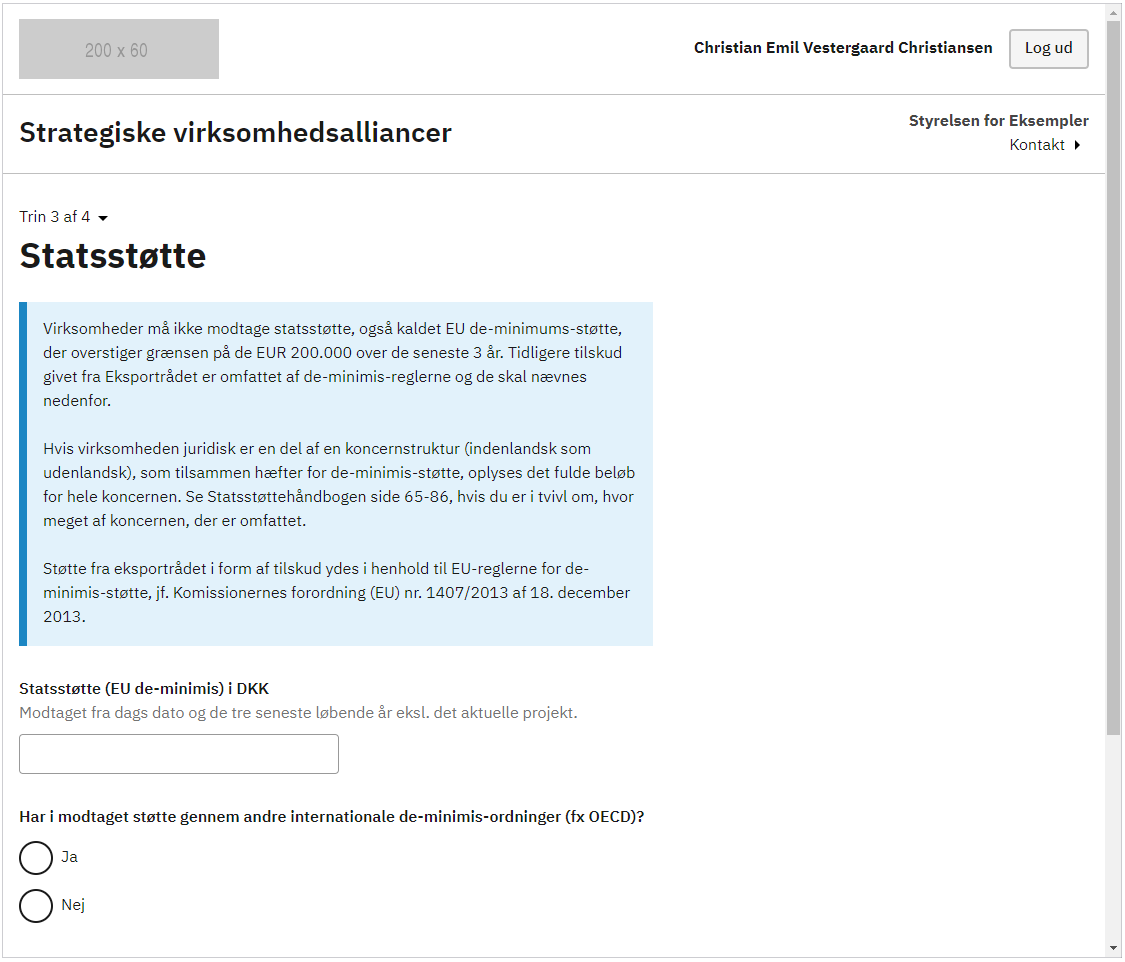 200 x 60
Christian Emil Vestergaard Christiansen
Log ud
Strategiske virksomhedsalliancer
Styrelsen for Eksempler
Kontakt
Trin 3 af 4
Statsstøtte
Virksomheder må ikke modtage statsstøtte, også kaldet EU de-minimums-støtte,
der overstiger grænsen på de EUR 200.000 over de seneste 3 år. Tidligere tilskud
givet fra Eksportrådet er omfattet af de-minimis-reglerne og de skal nævnes
nedenfor.
Hvis virksomheden juridisk er en del af en koncernstruktur (indenlandsk som
udenlandsk), som tilsammen hæfter for de-minimis-støtte, oplyses det fulde beløb
for hele koncernen. Se Statsstøttehåndbogen side 65-86, hvis du er i tvivl om, hvor
meget af koncernen, der er omfattet.
Støtte fra eksportrådet i form af tilskud ydes i henhold til EU-reglerne for de-
minimis-støtte, jf. Komissionernes forordning (EU) nr. 1407/2013 af 18. december
2013.
Statsstøtte (EU de-minimis) i DKK
Modtaget fra dags dato og de tre seneste løbende år eksl. det aktuelle projekt.
Har i modtaget støtte gennem andre internationale de-minimis-ordninger (fx OECD)?
Ja
Nej